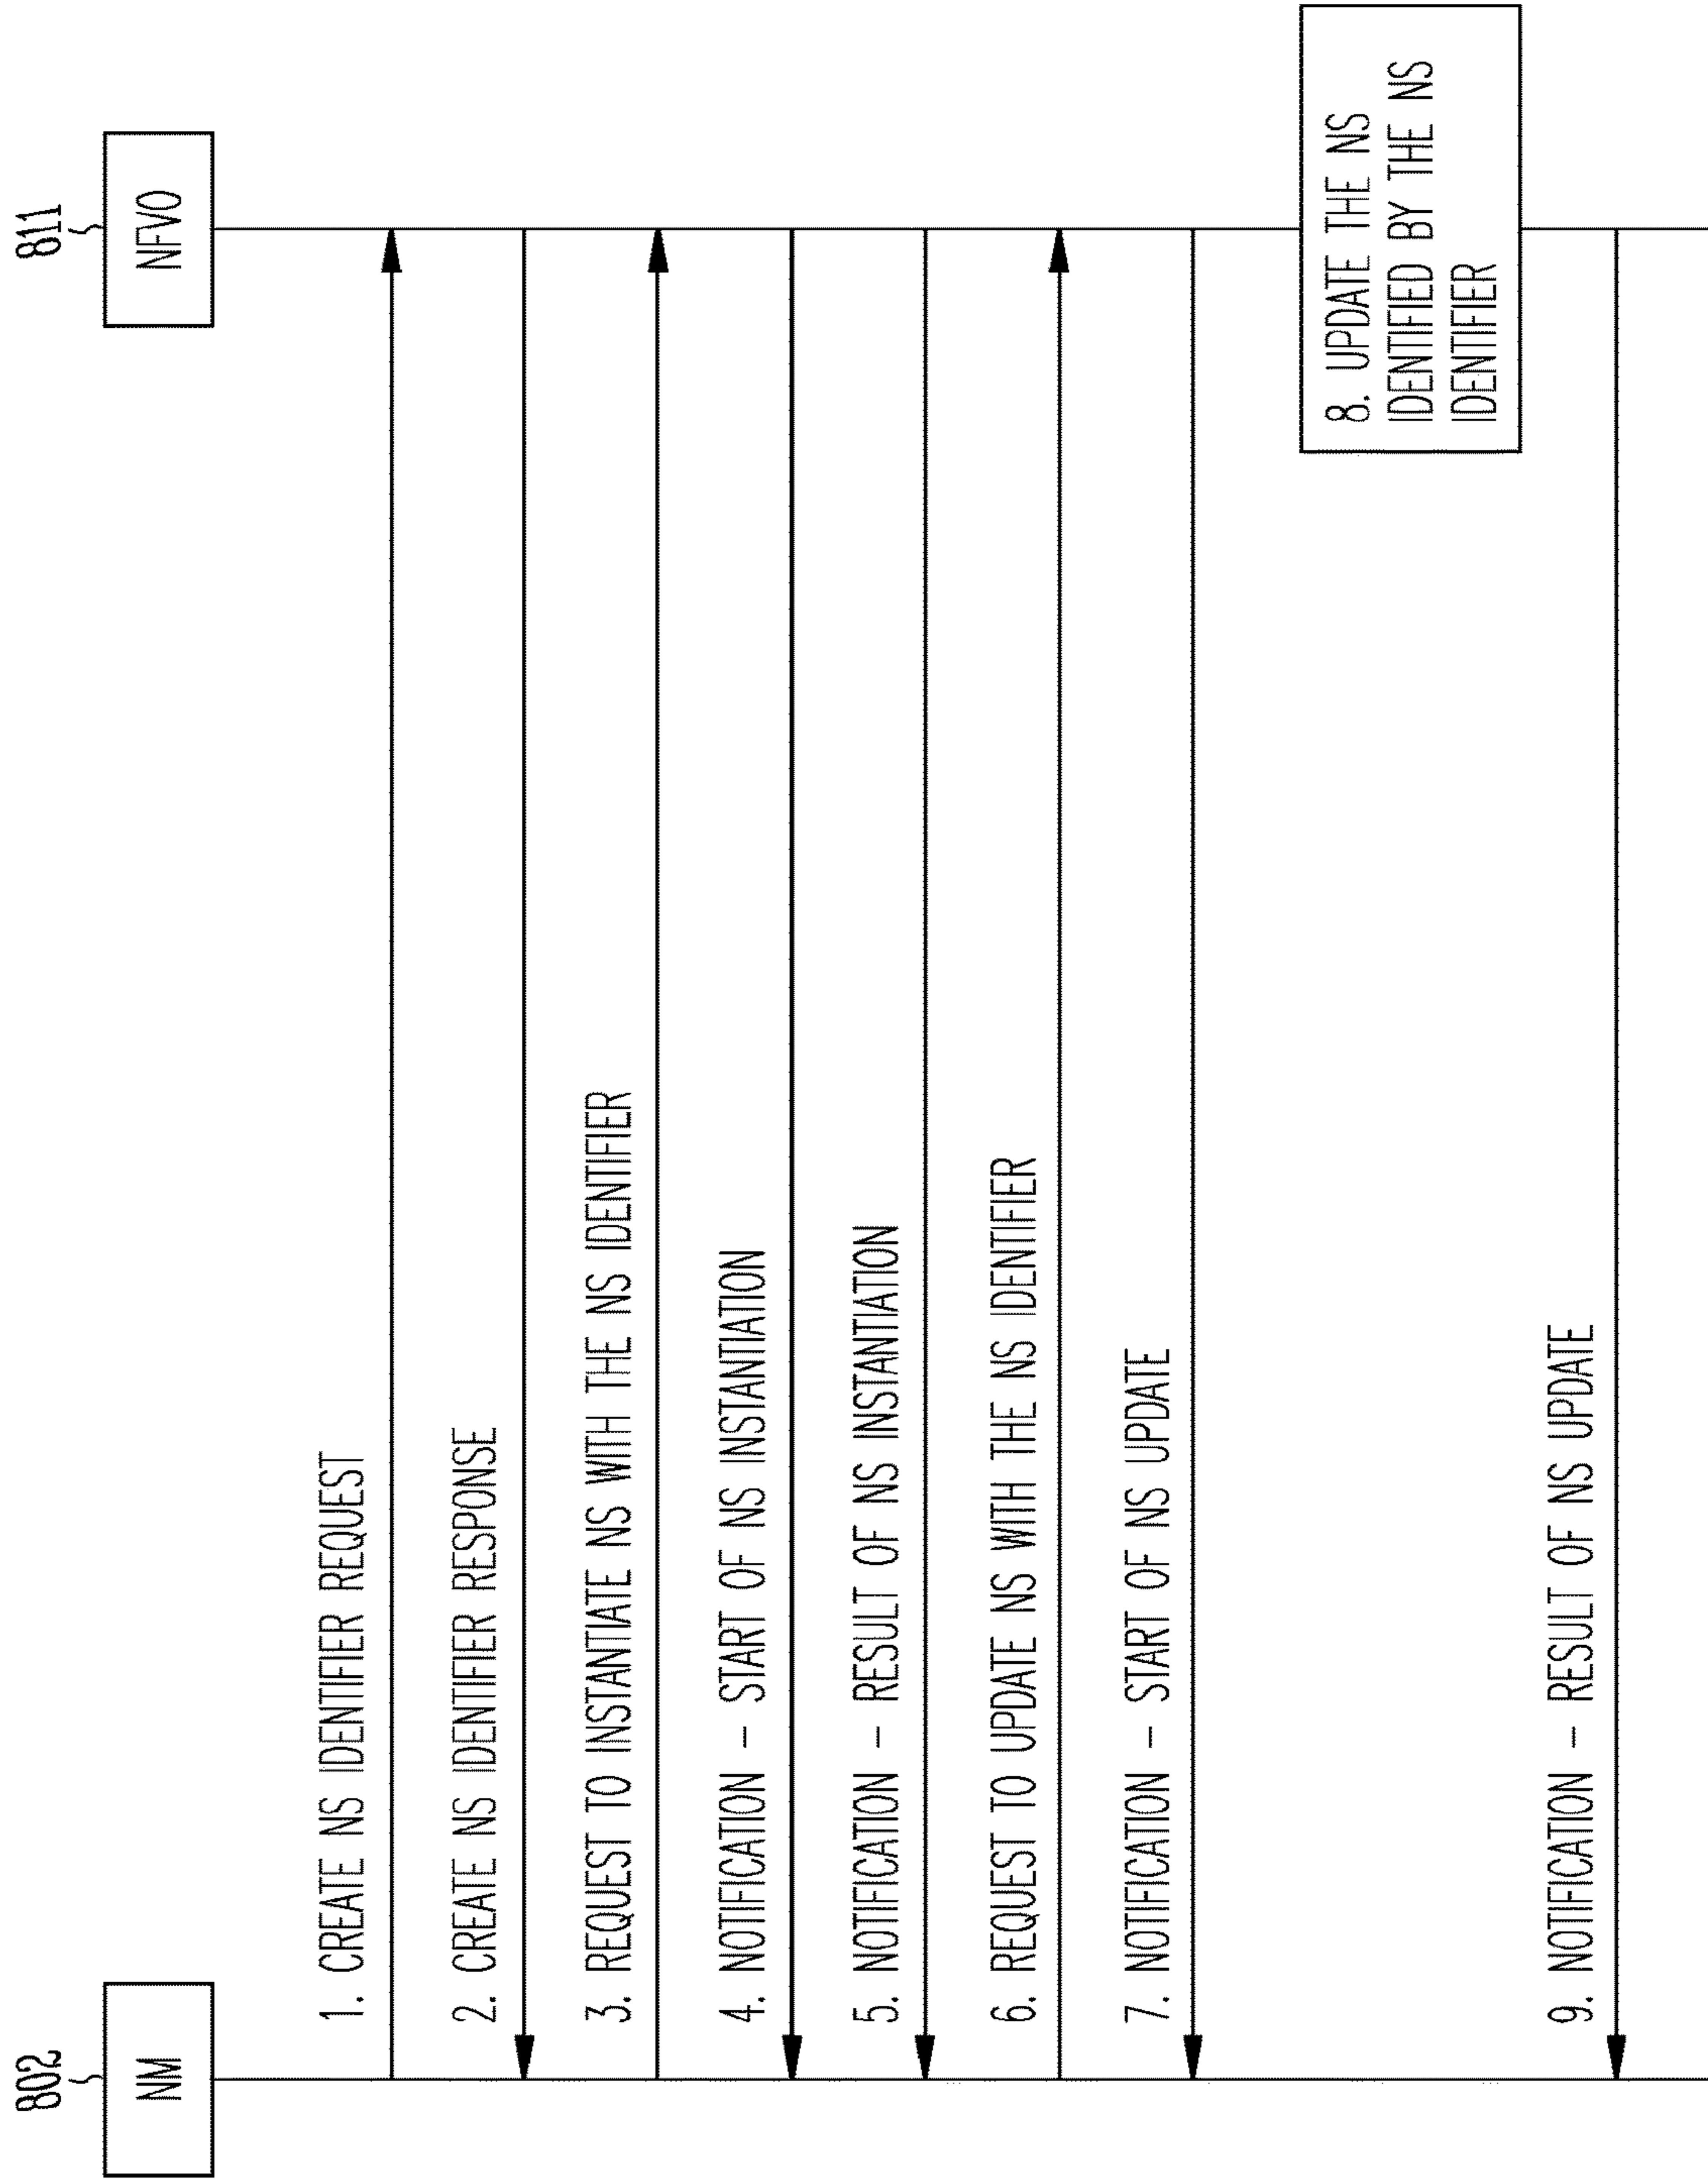 802
NM
811
NFVO
1. CREATE NS IDENTIFIER REQUEST
2. CREATE NS IDENTIFIER RESPONSE
3. REQUEST TO INSTANTIATE NS WITH THE NS IDENTIFIER
4. NOTIFICATION – START OF NS INSTANTIATION
5. NOTIFICATION – RESULT OF NS INSTANTIATION
6. REQUEST TO UPDATE NS WITH THE NS IDENTIFIER
7. NOTIFICATION – START OF NS UPDATE
8. UPDATE THE NS
IDENTIFIED BY THE NS
IDENTIFIER
9. NOTIFICATION – RESULT OF NS UPDATE